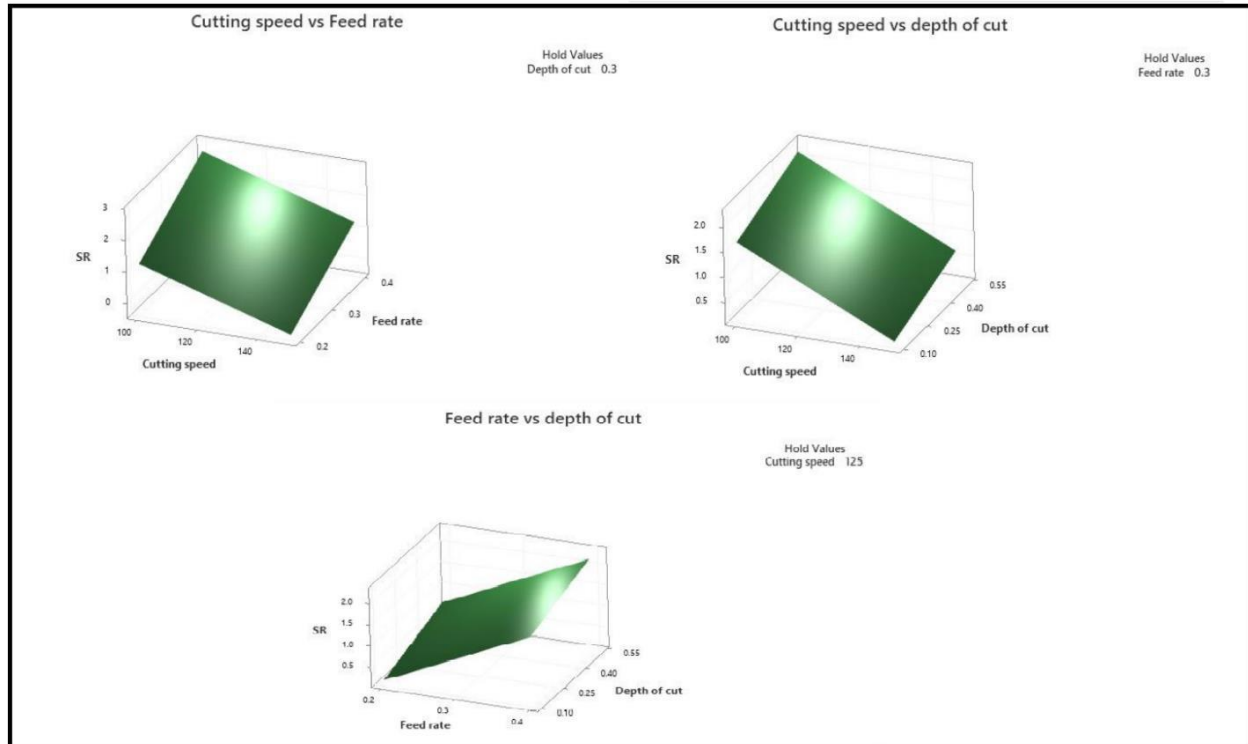 Cutting speed vs Feed rate
Hold Values
Depth of cut 0.3
3
2
SR
1
0
100
120
140
Cutting speed
0.2
0.3
0.4
Feed rate
Cutting speed vs depth of cut
Hold Values
Feed rate 0.3
2.0
1.5
SR
1.0
0.5
100
120
140
Cutting speed
0.10
0.25
0.40
0.55
Depth of cut
Feed rate vs depth of cut
Hold Values
Cutting speed 125
2.0
1.5
SR
1.0
0.5
0.2
0.3
0.4
Feed rate
0.10
0.25
0.40
0.55
Depth of cut